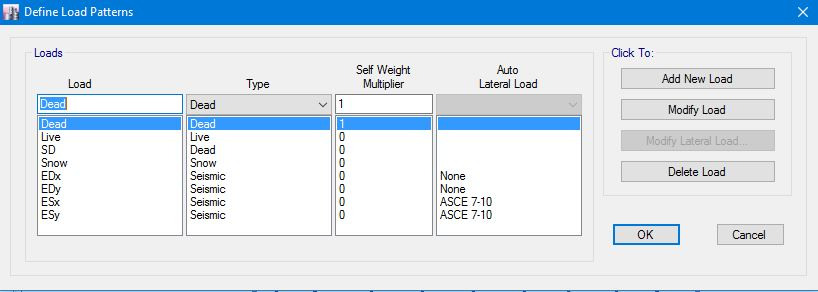 Define Load Patterns
Loads
Click To:
Load Type Self Weight Multiplier Auto Lateral Load
Dead Dead 1
Dead Dead 1
Live Live 0
SD Dead 0
Snow Snow 0
EDx Seismic 0 None
EDy Seismic 0 None
ESx Seismic 0 ASCE 7-10
ESy Seismic 0 ASCE 7-10
Add New Load
Modify Load
Modify Lateral Load...
Delete Load
OK
Cancel